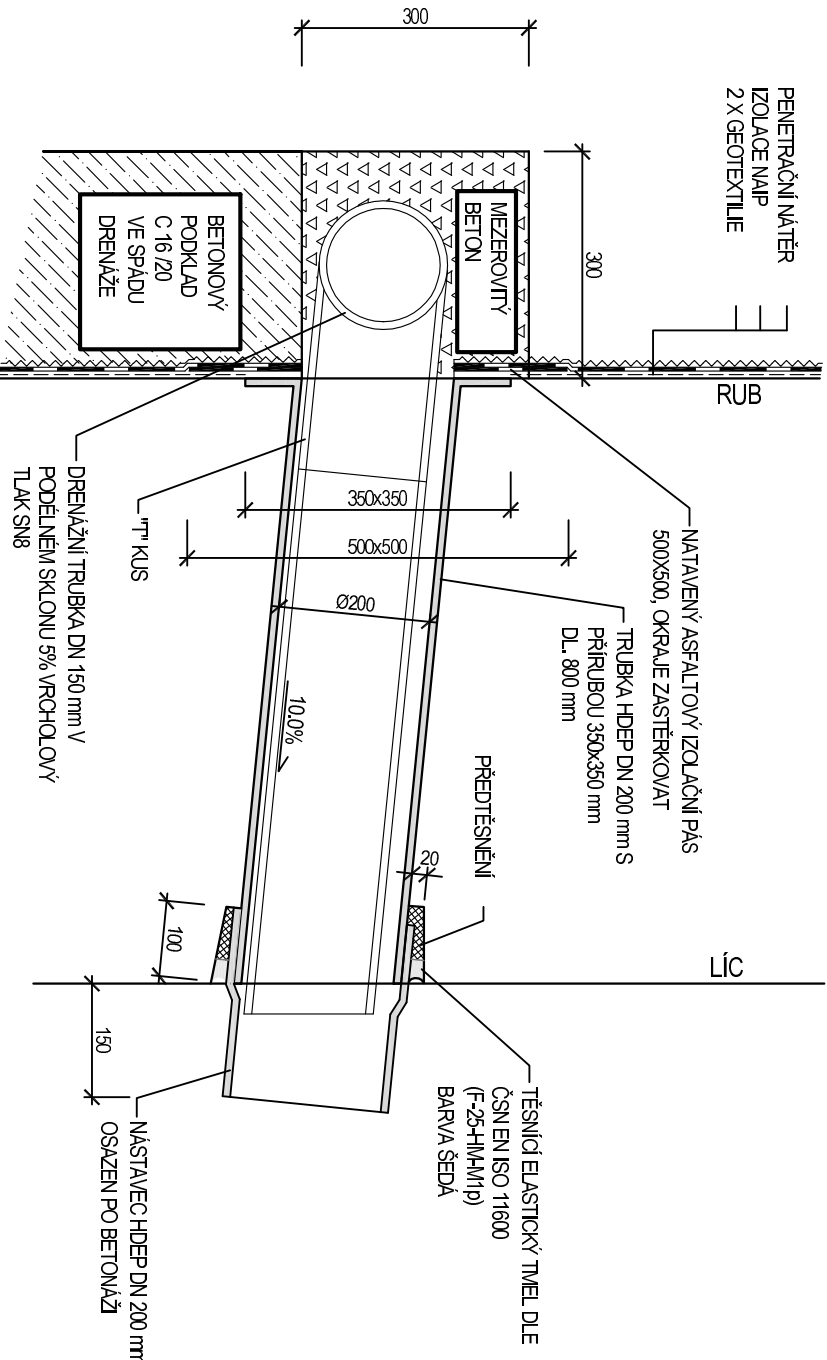 PENETRAČNÍ NÁTĚR
IZOLACE NAIP
2 X GEOTEXTILIE
300
300
MEZEROVITÝ
BETON
BETONOVÝ
PODKLAD
C 16 /20
VE SPÁDU
DRENÁŽE
RUB
NATAVENÝ ASFALTOVÝ IZOLAČNÍ PÁS
500X500, OKRAJE ZASTĚRKOVAT
TRUBKA HDEP DN 200 mm S
PŘÍRUBOU 350x350 mm
DL. 800 mm
350x350
500x500
Ø200
10.0%
"T" KUS
DRENÁŽNÍ TRUBKA DN 150 mm V
PODÉLNÉM SKLONU 5% VRCHOLOVÝ
TLAK SN8
PŘEDTĚSNĚNÍ
20
100
LÍC
150
TĚSNÍCÍ ELASTICKÝ TMEL DLE
ČSN EN ISO 11600
(F-25-HM-M1p)
BARVA ŠEDÁ
NÁSTAVEC HDEP DN 200 mm
OSAZEN PO BETONÁŽI